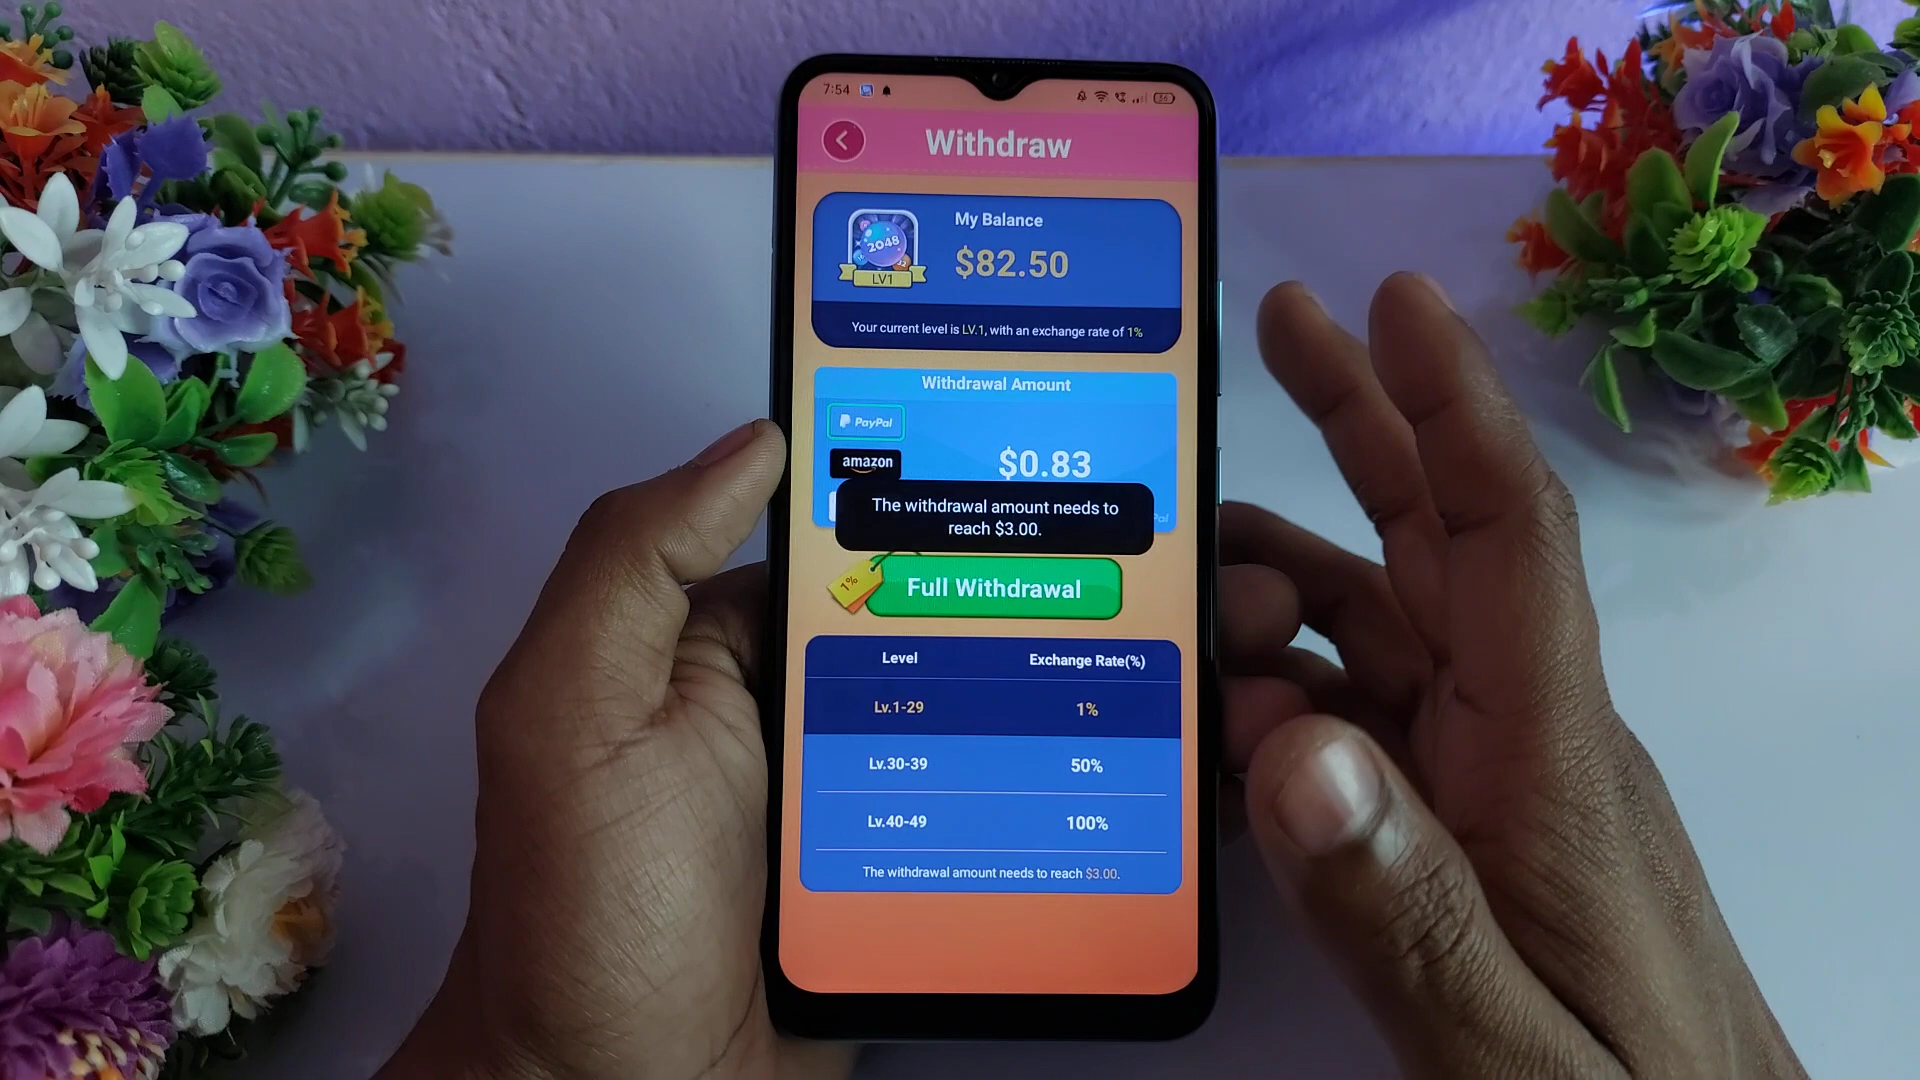 7:54
56
Withdraw
2048
LV1
My Balance
$82.50
Your current level is LV.1, with an exchange rate of 1%
Withdrawal Amount
PayPal
amazon
$0.83
The withdrawal amount needs to
reach $3.00.
Pal
1%
Full Withdrawal
Level Exchange Rate(%)
Lv.1-29 1%
Lv.30-39 50%
Lv.40-49 100%
The withdrawal amount needs to reach $3.00.